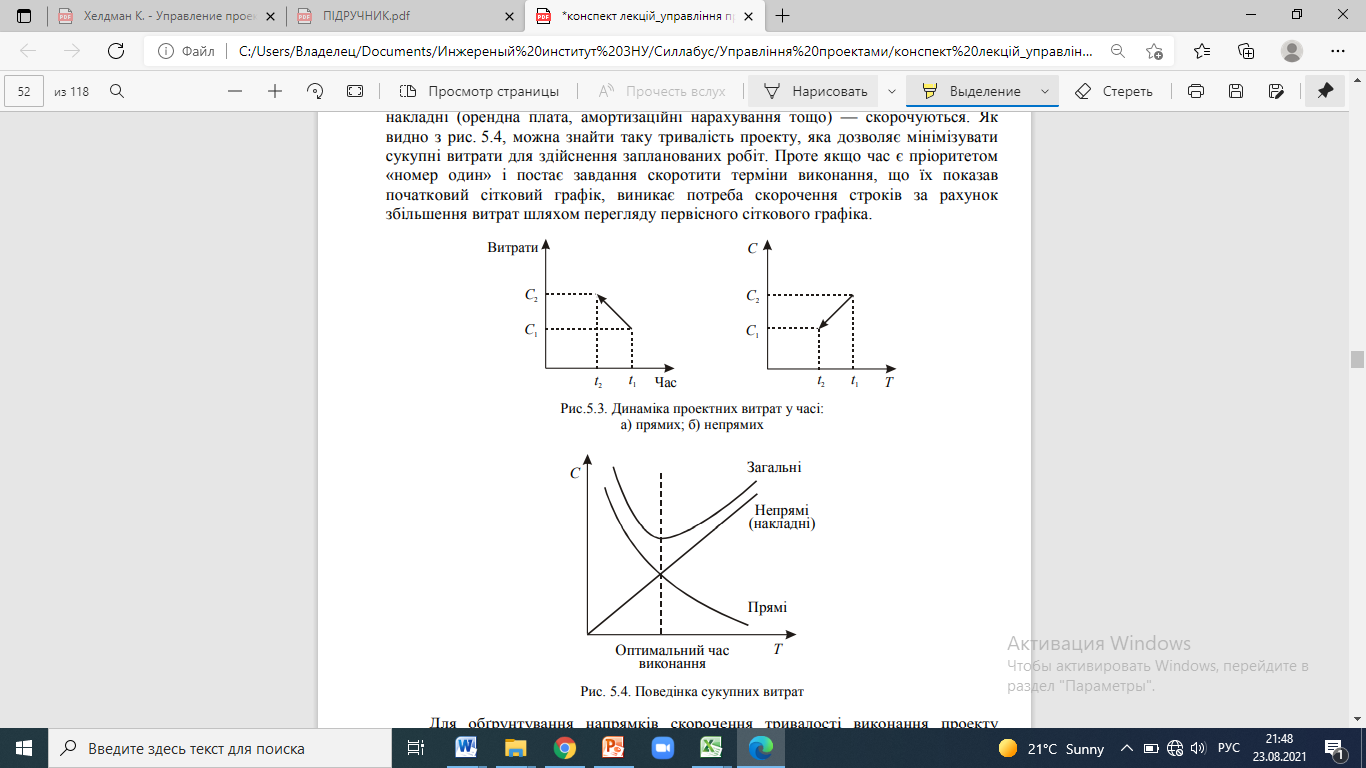 Хелдман К. - Управление прое
ПІДРУЧНИК.pdf
*конспект лекцій_управління пр
Файл
C:/Users/Владелец/Documents/Инжереный%20институт%20ЗНУ/Силлабус/Управління%20проектами/конспект%20лекцій_управлін...
52
из 118
Просмотр страницы
Прочесть вслух
Нарисовать
Выделение
Стереть
накладні (орендна плата, амортизаційні нарахування тощо) — скорочуються. Як
видно з рис. 5.4, можна знайти таку тривалість проекту, яка дозволяє мінімізувати
сукупні витрати для здійснення запланованих робіт. Проте якщо час є пріоритетом
«номер один» і постає завдання скоротити терміни виконання, що їх показав
початковий сітковий графік, виникає потреба скорочення строків за рахунок
збільшення витрат шляхом перегляду первісного сіткового графіка.
Витрати
C₂
C₁
t₂ t₁ Час
C
C₂
C₁
t₂ t₁ T
Рис.5.3. Динаміка проектних витрат у часі:
а) прямих; б) непрямих
C
Загальні
Непрямі
(накладні)
Прямі
Оптимальний час
виконання
T
Рис. 5.4. Поведінка сукупних витрат
Для обґрунтування напрямків скорочення тривалості виконання проекту
Активация Windows
Чтобы активировать Windows, перейдите в
раздел "Параметры".
Введите здесь текст для поиска
21°C Sunny
РУС
21:48
23.08.2021
1